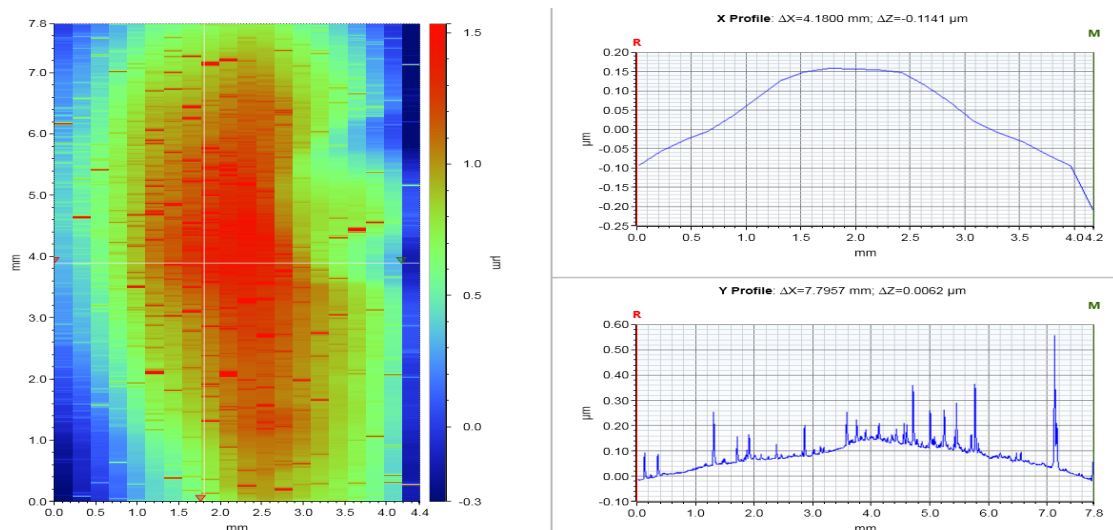 7.8
7.0
6.0
5.0
4.0
3.0
2.0
1.0
0.0
mm
0.0 0.5 1.0 1.5 2.0 2.5 3.0 3.5 4.0 4.4
mm
1.5
1.0
0.5
0.0
-0.3
µm
X Profile: ΔX=4.1800 mm; ΔZ=-0.1141 µm
R M
0.20
0.15
0.10
0.05
0.00
-0.05
-0.10
-0.15
-0.20
-0.25
µm
0.0 0.5 1.0 1.5 2.0 2.5 3.0 3.5 4.0 4.2
mm
Y Profile: ΔX=7.7957 mm; ΔZ=0.0062 µm
R M
0.60
0.50
0.40
0.30
0.20
0.10
0.00
-0.10
µm
0.0 1.0 2.0 3.0 4.0 5.0 6.0 7.0 7.8
mm